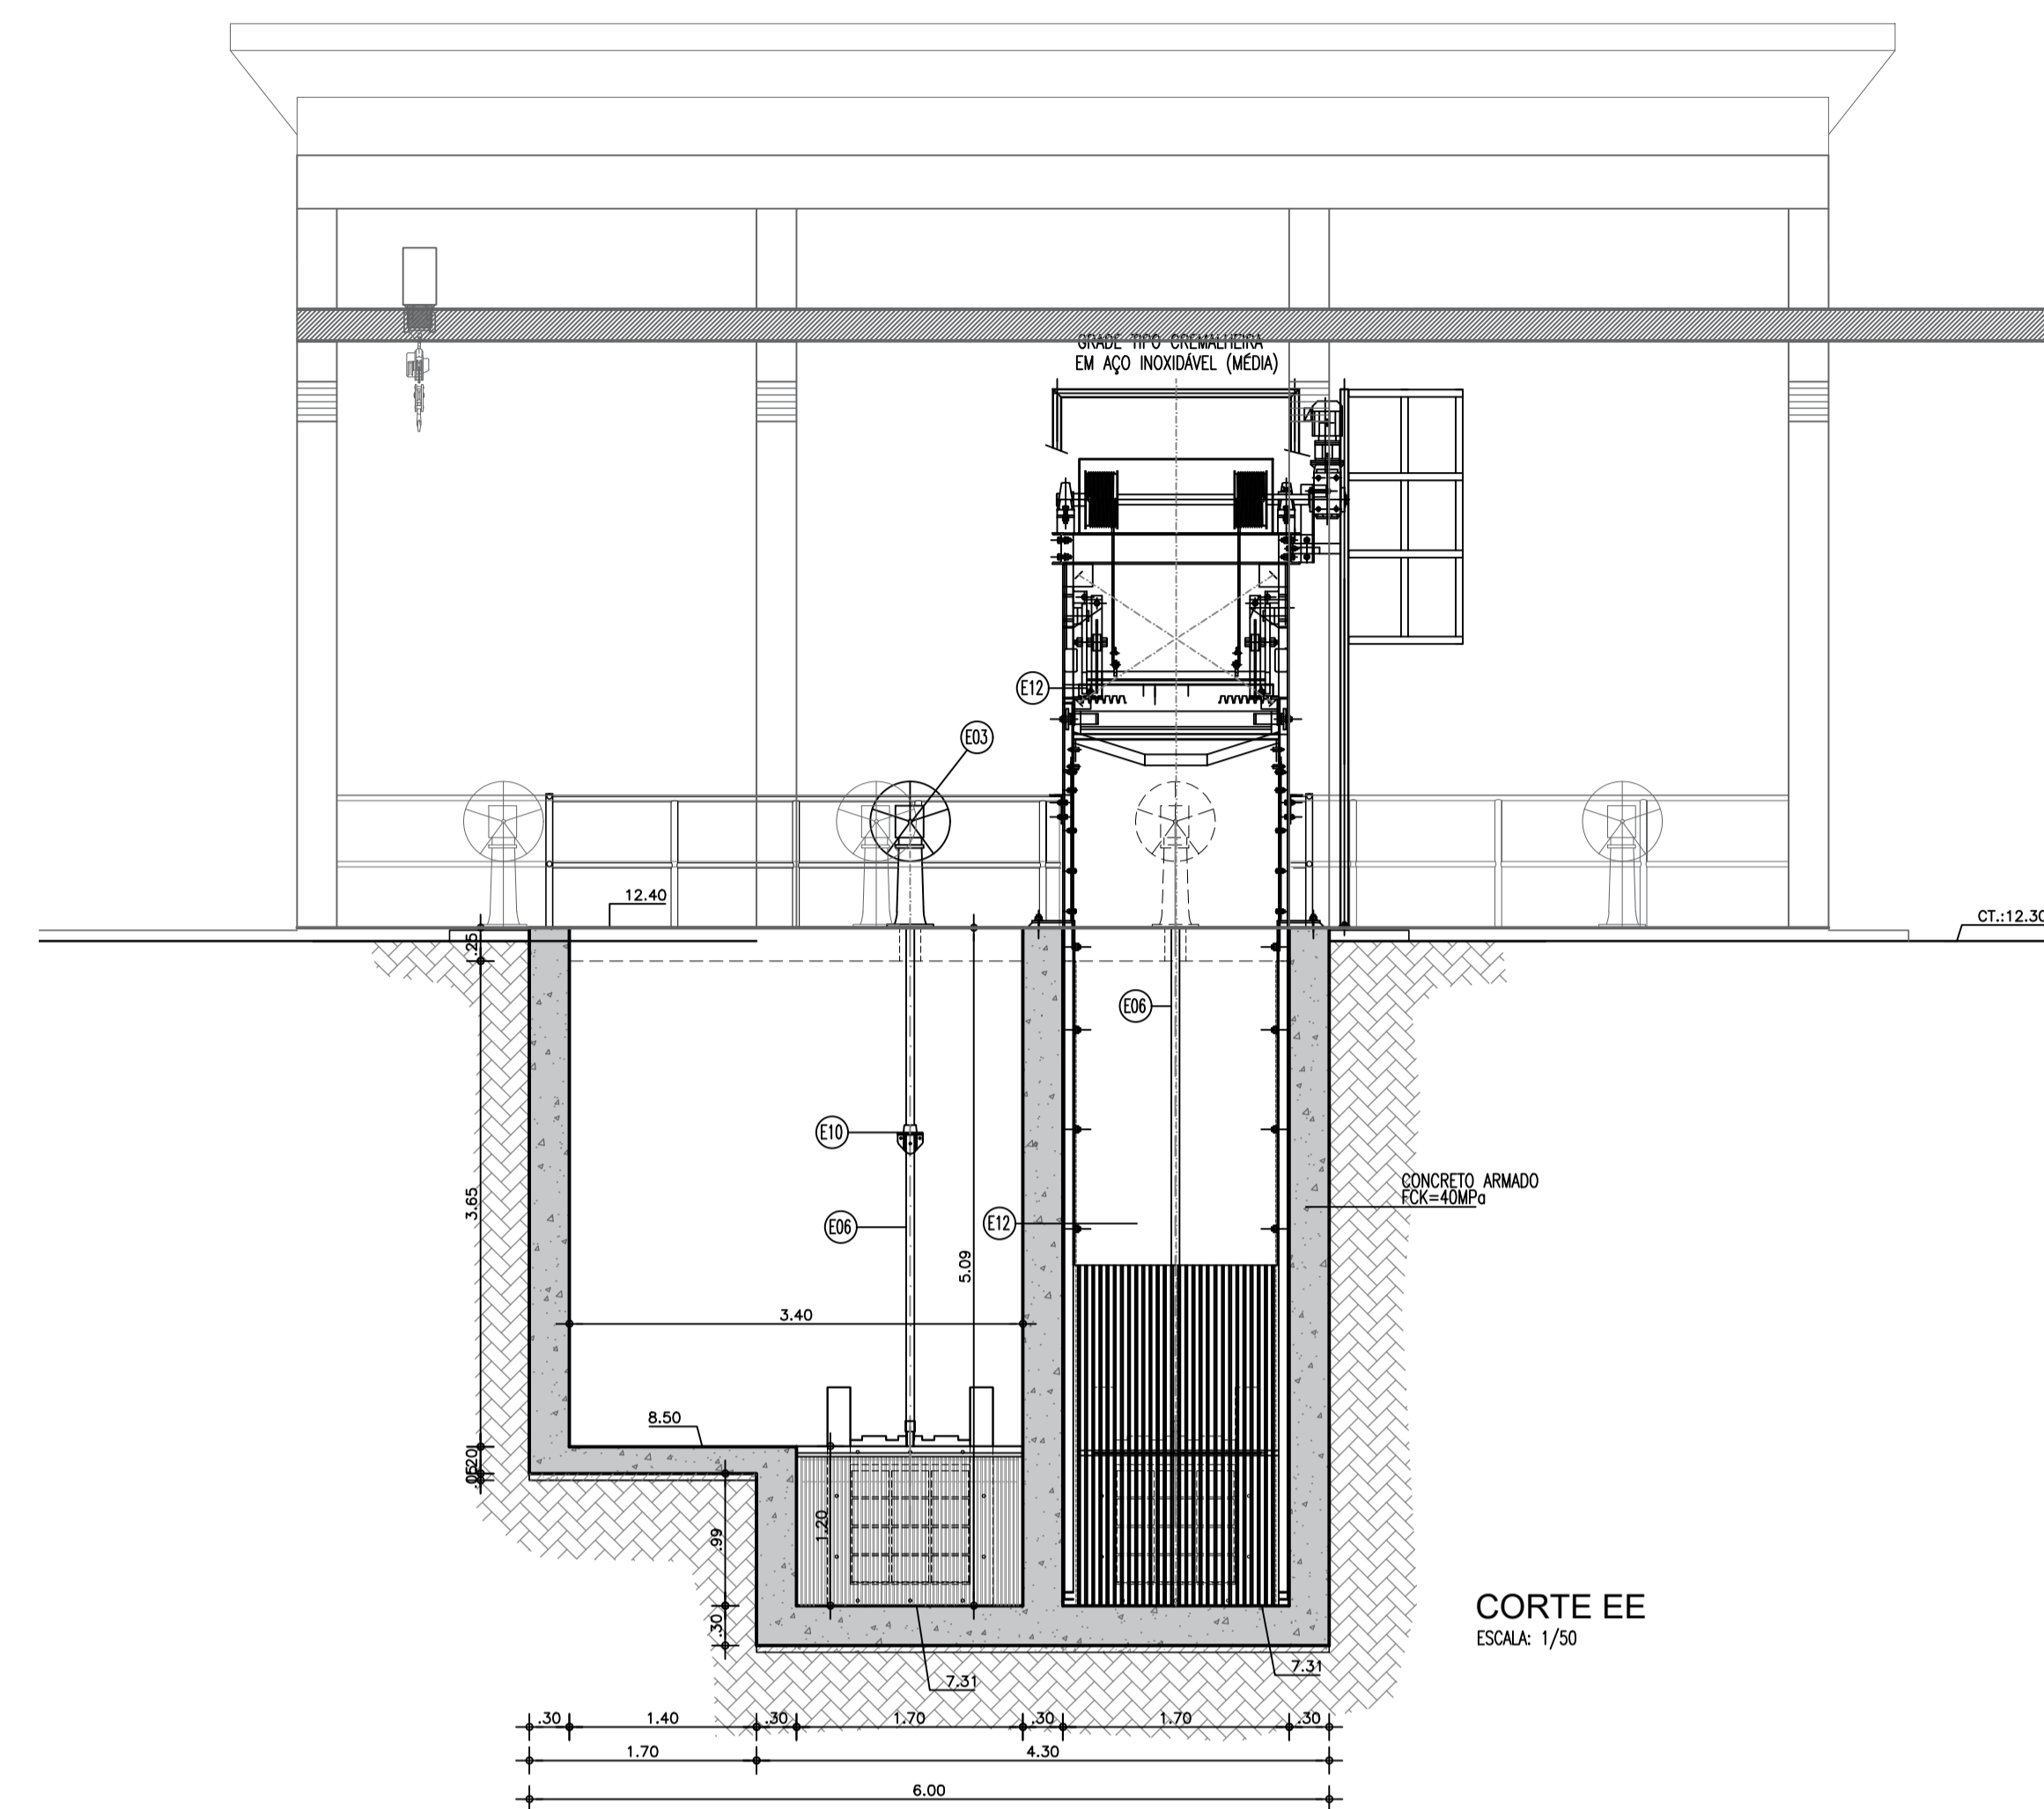 GRADE TIPO CREMALHEIRA
EM AÇO INOXIDÁVEL (MÉDIA)
E12
E03
12.40
CT.:12.30
.25
E06
E10
CONCRETO ARMADO
FCK=40MPa
3.65
E06
E12
5.09
3.40
8.50
.20
.05
1.20
.99
.30
CORTE EE
ESCALA: 1/50
7.31
7.31
.30
1.40
.30
1.70
.30
1.70
.30
1.70
4.30
6.00